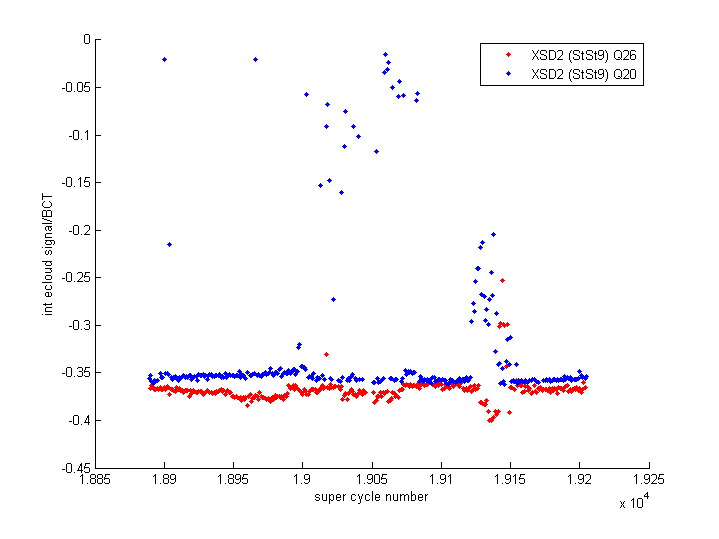 0
-0.05
-0.1
-0.15
-0.2
-0.25
-0.3
-0.35
-0.4
-0.45
int ecloud signal/BCT
XSD2 (StSt9) Q26
XSD2 (StSt9) Q20
1.885 1.89 1.895 1.9 1.905 1.91 1.915 1.92 1.925
super cycle number
x 10^4